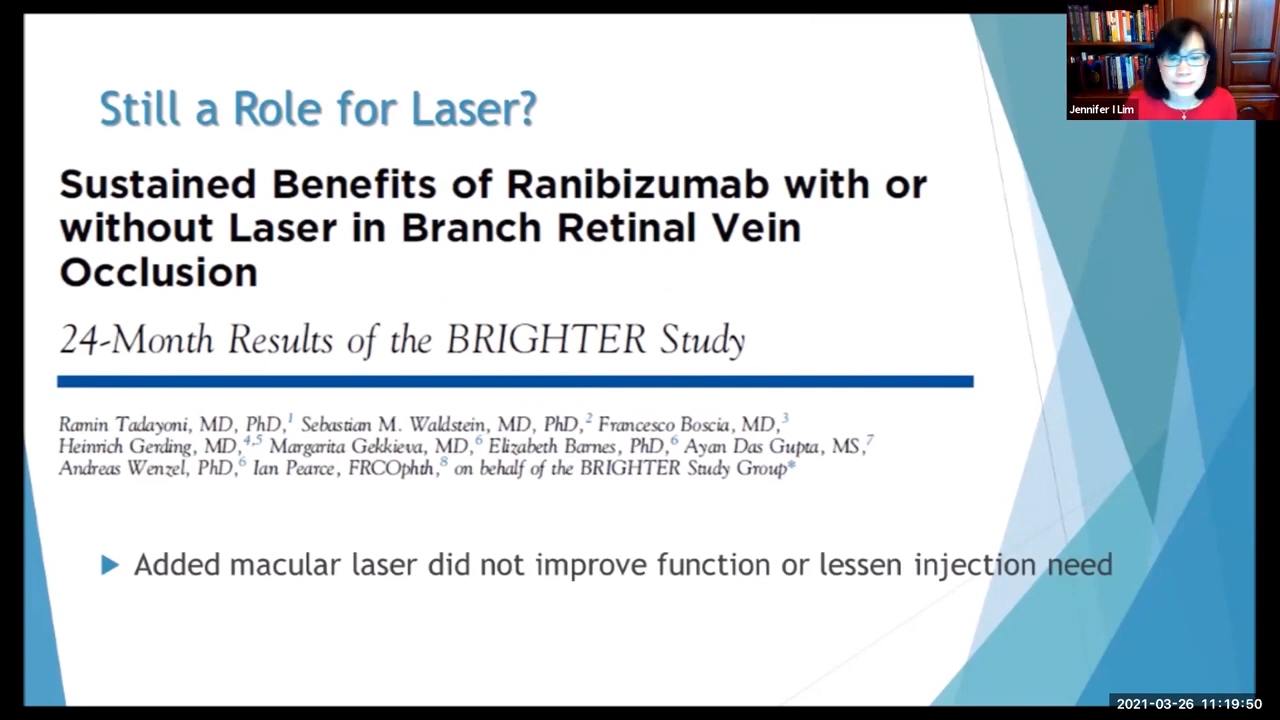 Still a Role for Laser?
Jennifer I Lim
Sustained Benefits of Ranibizumab with or
without Laser in Branch Retinal Vein
Occlusion
24-Month Results of the BRIGHTER Study
Ramin Tadayoni, MD, PhD,1 Sebastian M. Waldstein, MD, PhD,2 Francesco Boscia, MD,3
Heinrich Gerding, MD,4,5 Margarita Gekkieva, MD,6 Elizabeth Barnes, PhD,6 Ayan Das Gupta, MS,7
Andreas Wenzel, PhD,6 Ian Pearce, FRCOphth,8 on behalf of the BRIGHTER Study Group*
Added macular laser did not improve function or lessen injection need
2021-03-26 11:19:50